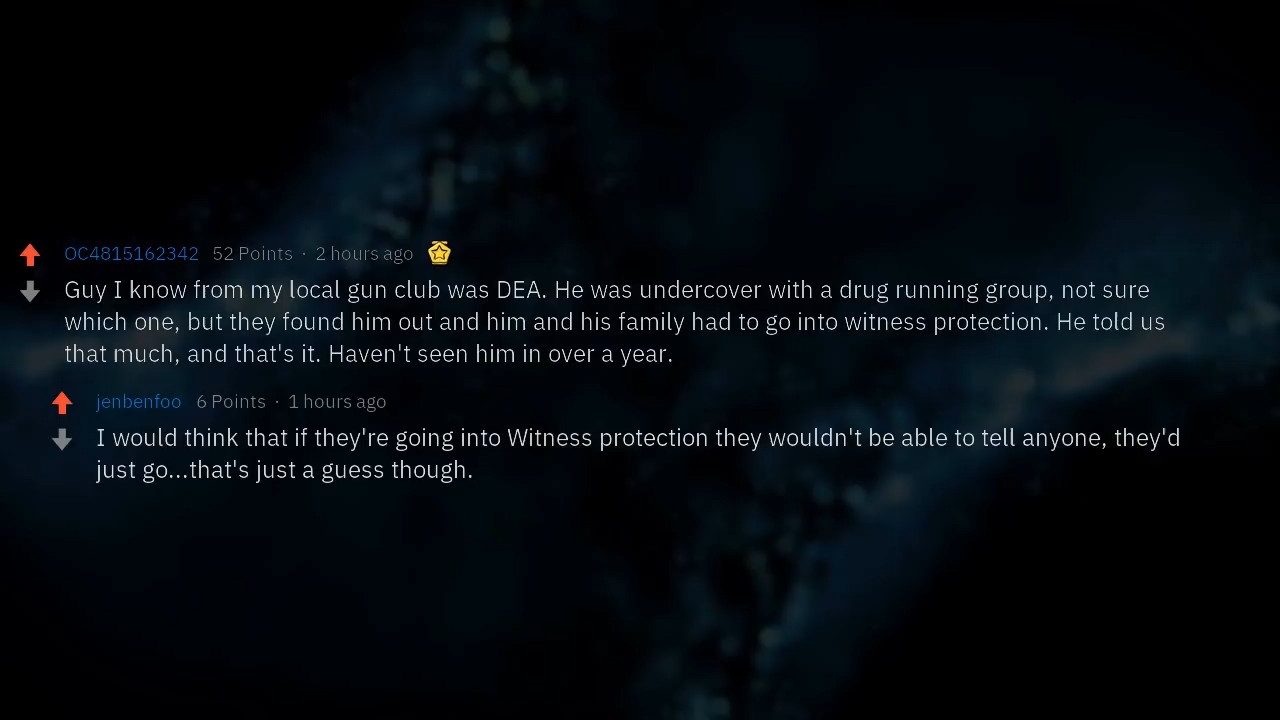 OC4815162342 52 Points · 2 hours ago
Guy I know from my local gun club was DEA. He was undercover with a drug running group, not sure
which one, but they found him out and him and his family had to go into witness protection. He told us
that much, and that's it. Haven't seen him in over a year.
jenbenfoo 6 Points · 1 hours ago
I would think that if they're going into Witness protection they wouldn't be able to tell anyone, they'd
just go...that's just a guess though.